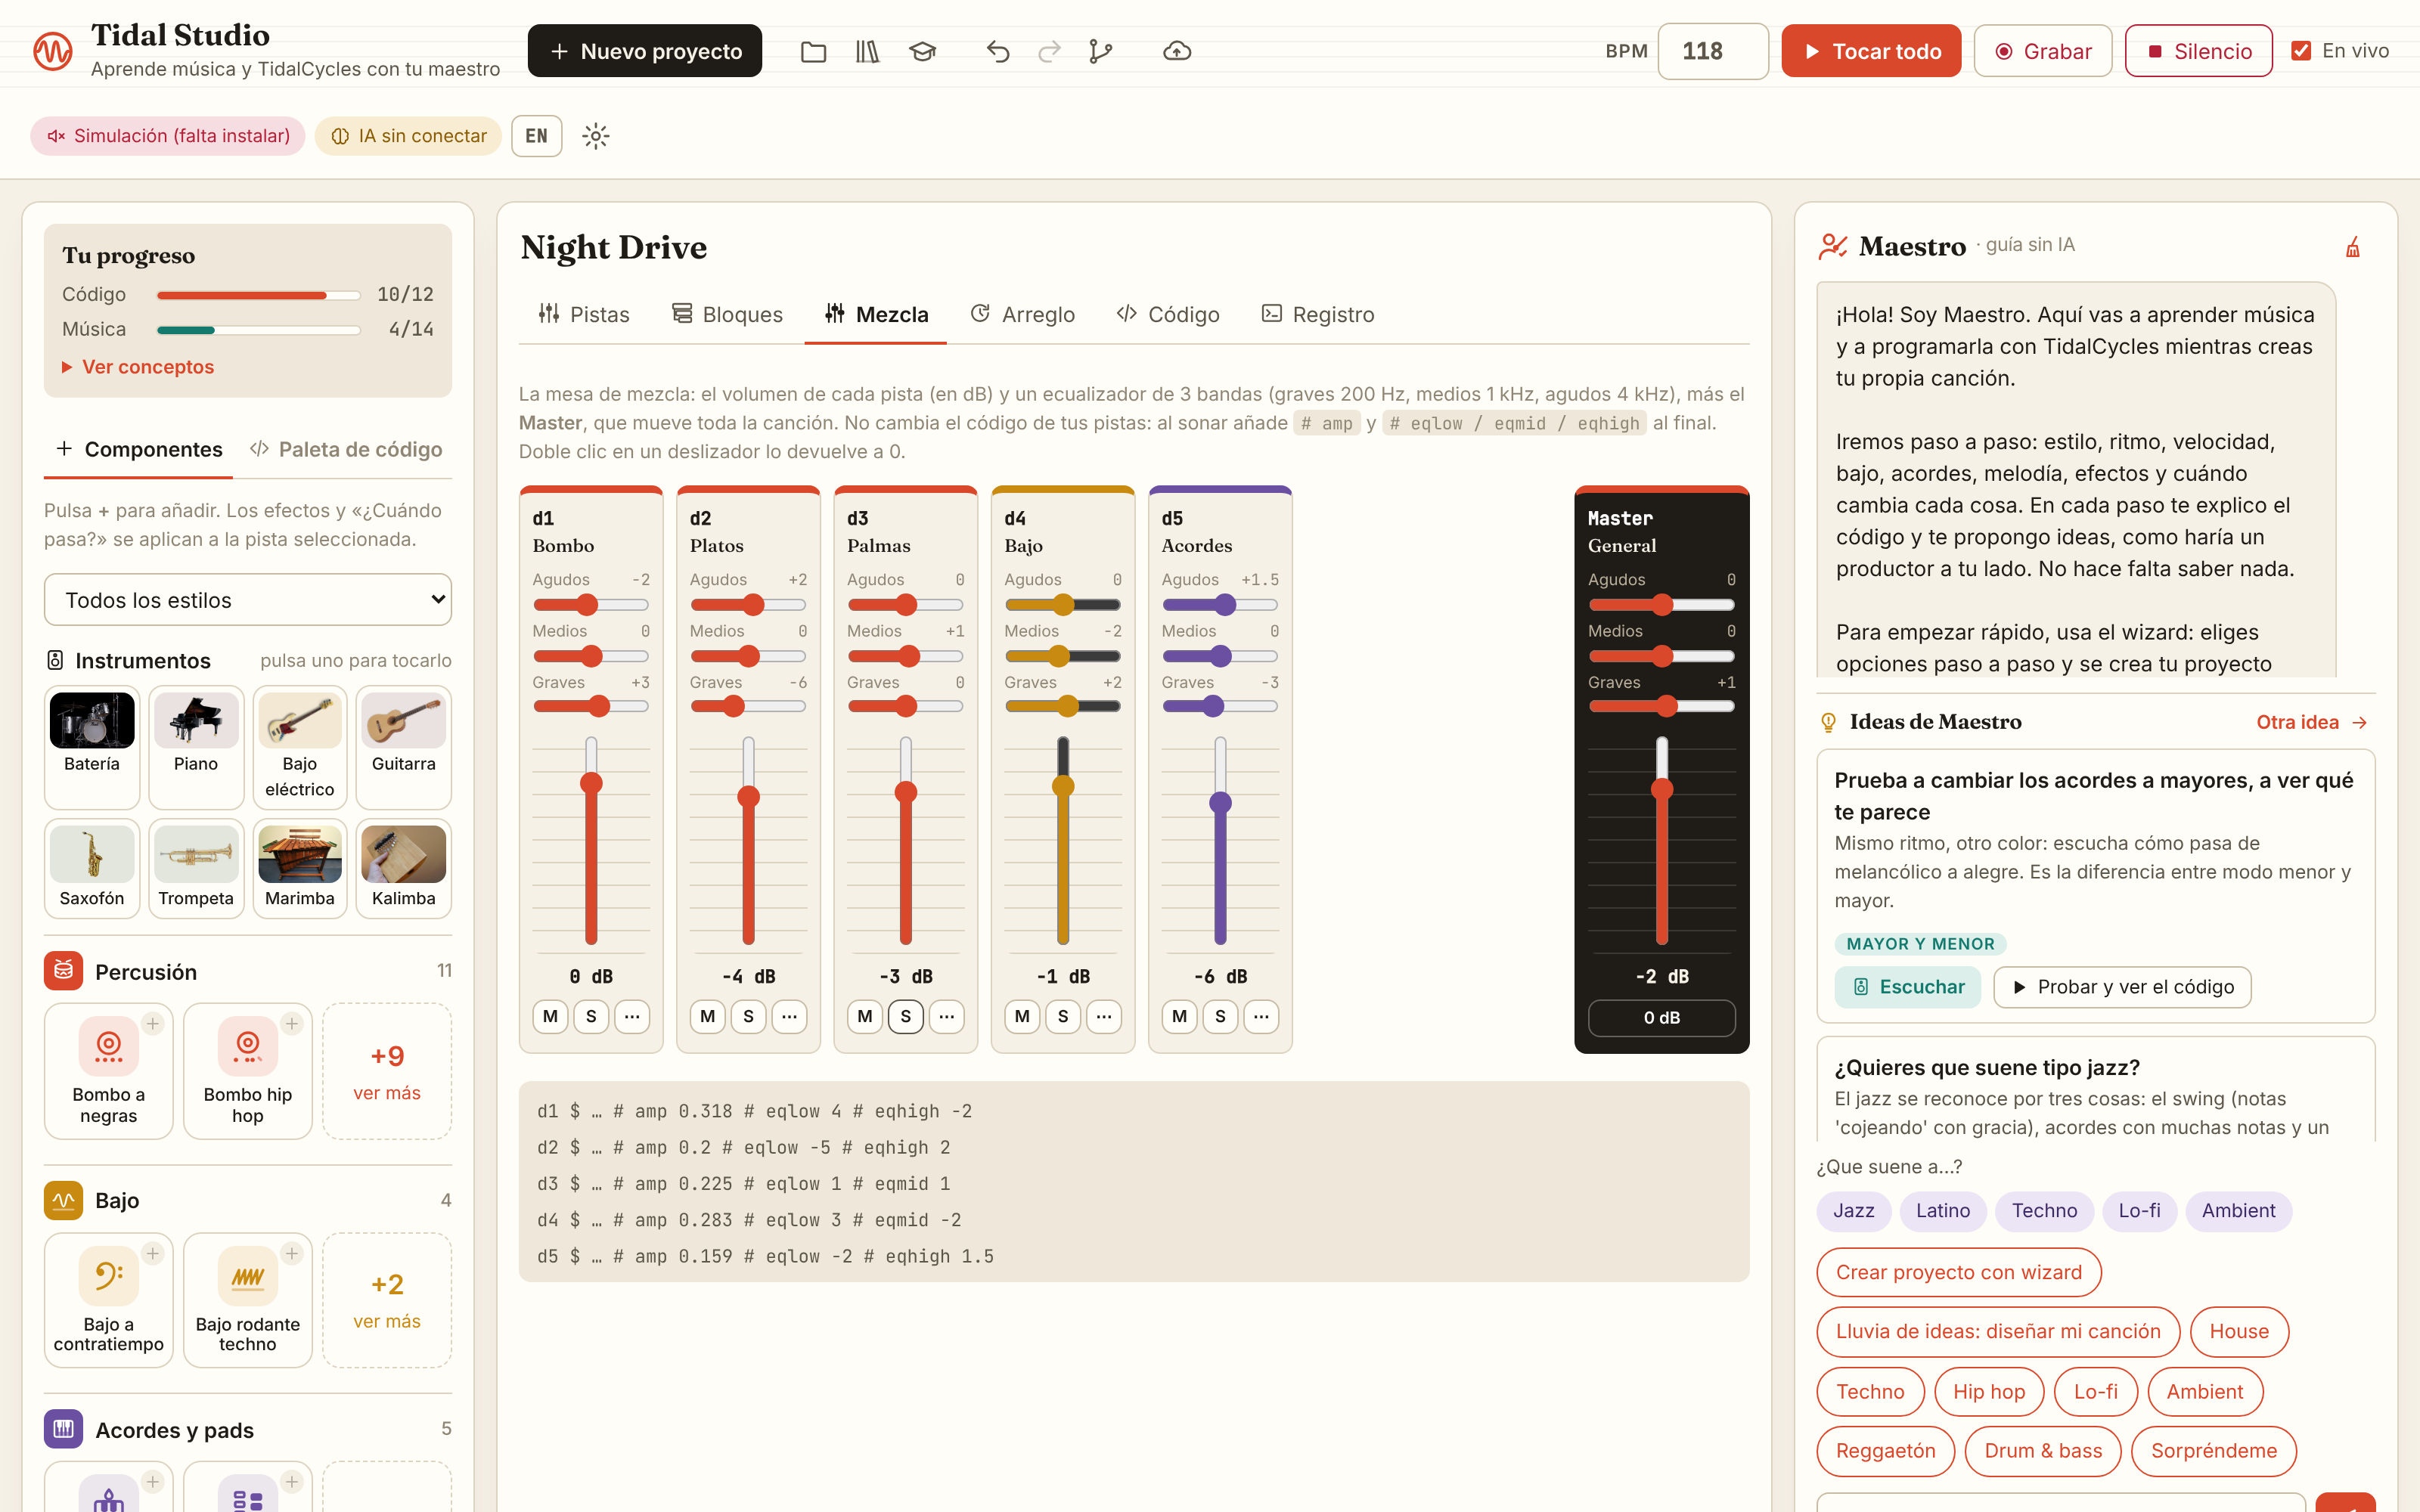 Tidal Studio
Aprende música y TidalCycles con tu maestro
Nuevo proyecto
BPM
118
Tocar todo
Grabar
Silencio
En vivo
Simulación (falta instalar)
IA sin conectar
EN
Tu progreso
Código 10/12
Música 4/14
Ver conceptos
Componentes
Paleta de código
Pulsa + para añadir. Los efectos y «¿Cuándo
pasa?» se aplican a la pista seleccionada.
Todos los estilos
Instrumentos
pulsa uno para tocarlo
Batería
Piano
Bajo
eléctrico
Guitarra
Saxofón
Trompeta
Marimba
Kalimba
Percusión
11
Bombo a
negras
Bombo hip
hop
+9
ver más
Bajo
4
Bajo a
contratiempo
Bajo rodante
techno
+2
ver más
Acordes y pads
5
Night Drive
Pistas
Bloques
Mezcla
Arreglo
Código
Registro
La mesa de mezcla: el volumen de cada pista (en dB) y un ecualizador de 3 bandas (graves 200 Hz, medios 1 kHz, agudos 4 kHz), más el
Master, que mueve toda la canción. No cambia el código de tus pistas: al sonar añade # amp y # eqlow / eqmid / eqhigh al final.
Doble clic en un deslizador lo devuelve a 0.
d1
Bombo
Agudos -2
Medios 0
Graves +3
0 dB
M S ···
d2
Platos
Agudos +2
Medios 0
Graves -6
-4 dB
M S ···
d3
Palmas
Agudos 0
Medios +1
Graves 0
-3 dB
M S ···
d4
Bajo
Agudos 0
Medios -2
Graves +2
-1 dB
M S ···
d5
Acordes
Agudos +1.5
Medios 0
Graves -3
-6 dB
M S ···
Master
General
Agudos 0
Medios 0
Graves +1
-2 dB
0 dB
d1 $ … # amp 0.318 # eqlow 4 # eqhigh -2
d2 $ … # amp 0.2 # eqlow -5 # eqhigh 2
d3 $ … # amp 0.225 # eqlow 1 # eqmid 1
d4 $ … # amp 0.283 # eqlow 3 # eqmid -2
d5 $ … # amp 0.159 # eqlow -2 # eqhigh 1.5
Maestro · guía sin IA
¡Hola! Soy Maestro. Aquí vas a aprender música
y a programarla con TidalCycles mientras creas
tu propia canción.
Iremos paso a paso: estilo, ritmo, velocidad,
bajo, acordes, melodía, efectos y cuándo
cambia cada cosa. En cada paso te explico el
código y te propongo ideas, como haría un
productor a tu lado. No hace falta saber nada.
Para empezar rápido, usa el wizard: eliges
opciones paso a paso y se crea tu proyecto
Ideas de Maestro
Otra idea
Prueba a cambiar los acordes a mayores, a ver qué
te parece
Mismo ritmo, otro color: escucha cómo pasa de
melancólico a alegre. Es la diferencia entre modo menor y
mayor.
MAYOR Y MENOR
Escuchar
Probar y ver el código
¿Quieres que suene tipo jazz?
El jazz se reconoce por tres cosas: el swing (notas
'cojeando' con gracia), acordes con muchas notas y un
¿Que suene a...?
Jazz
Latino
Techno
Lo-fi
Ambient
Crear proyecto con wizard
Lluvia de ideas: diseñar mi canción
House
Techno
Hip hop
Lo-fi
Ambient
Reggaetón
Drum & bass
Sorpréndeme